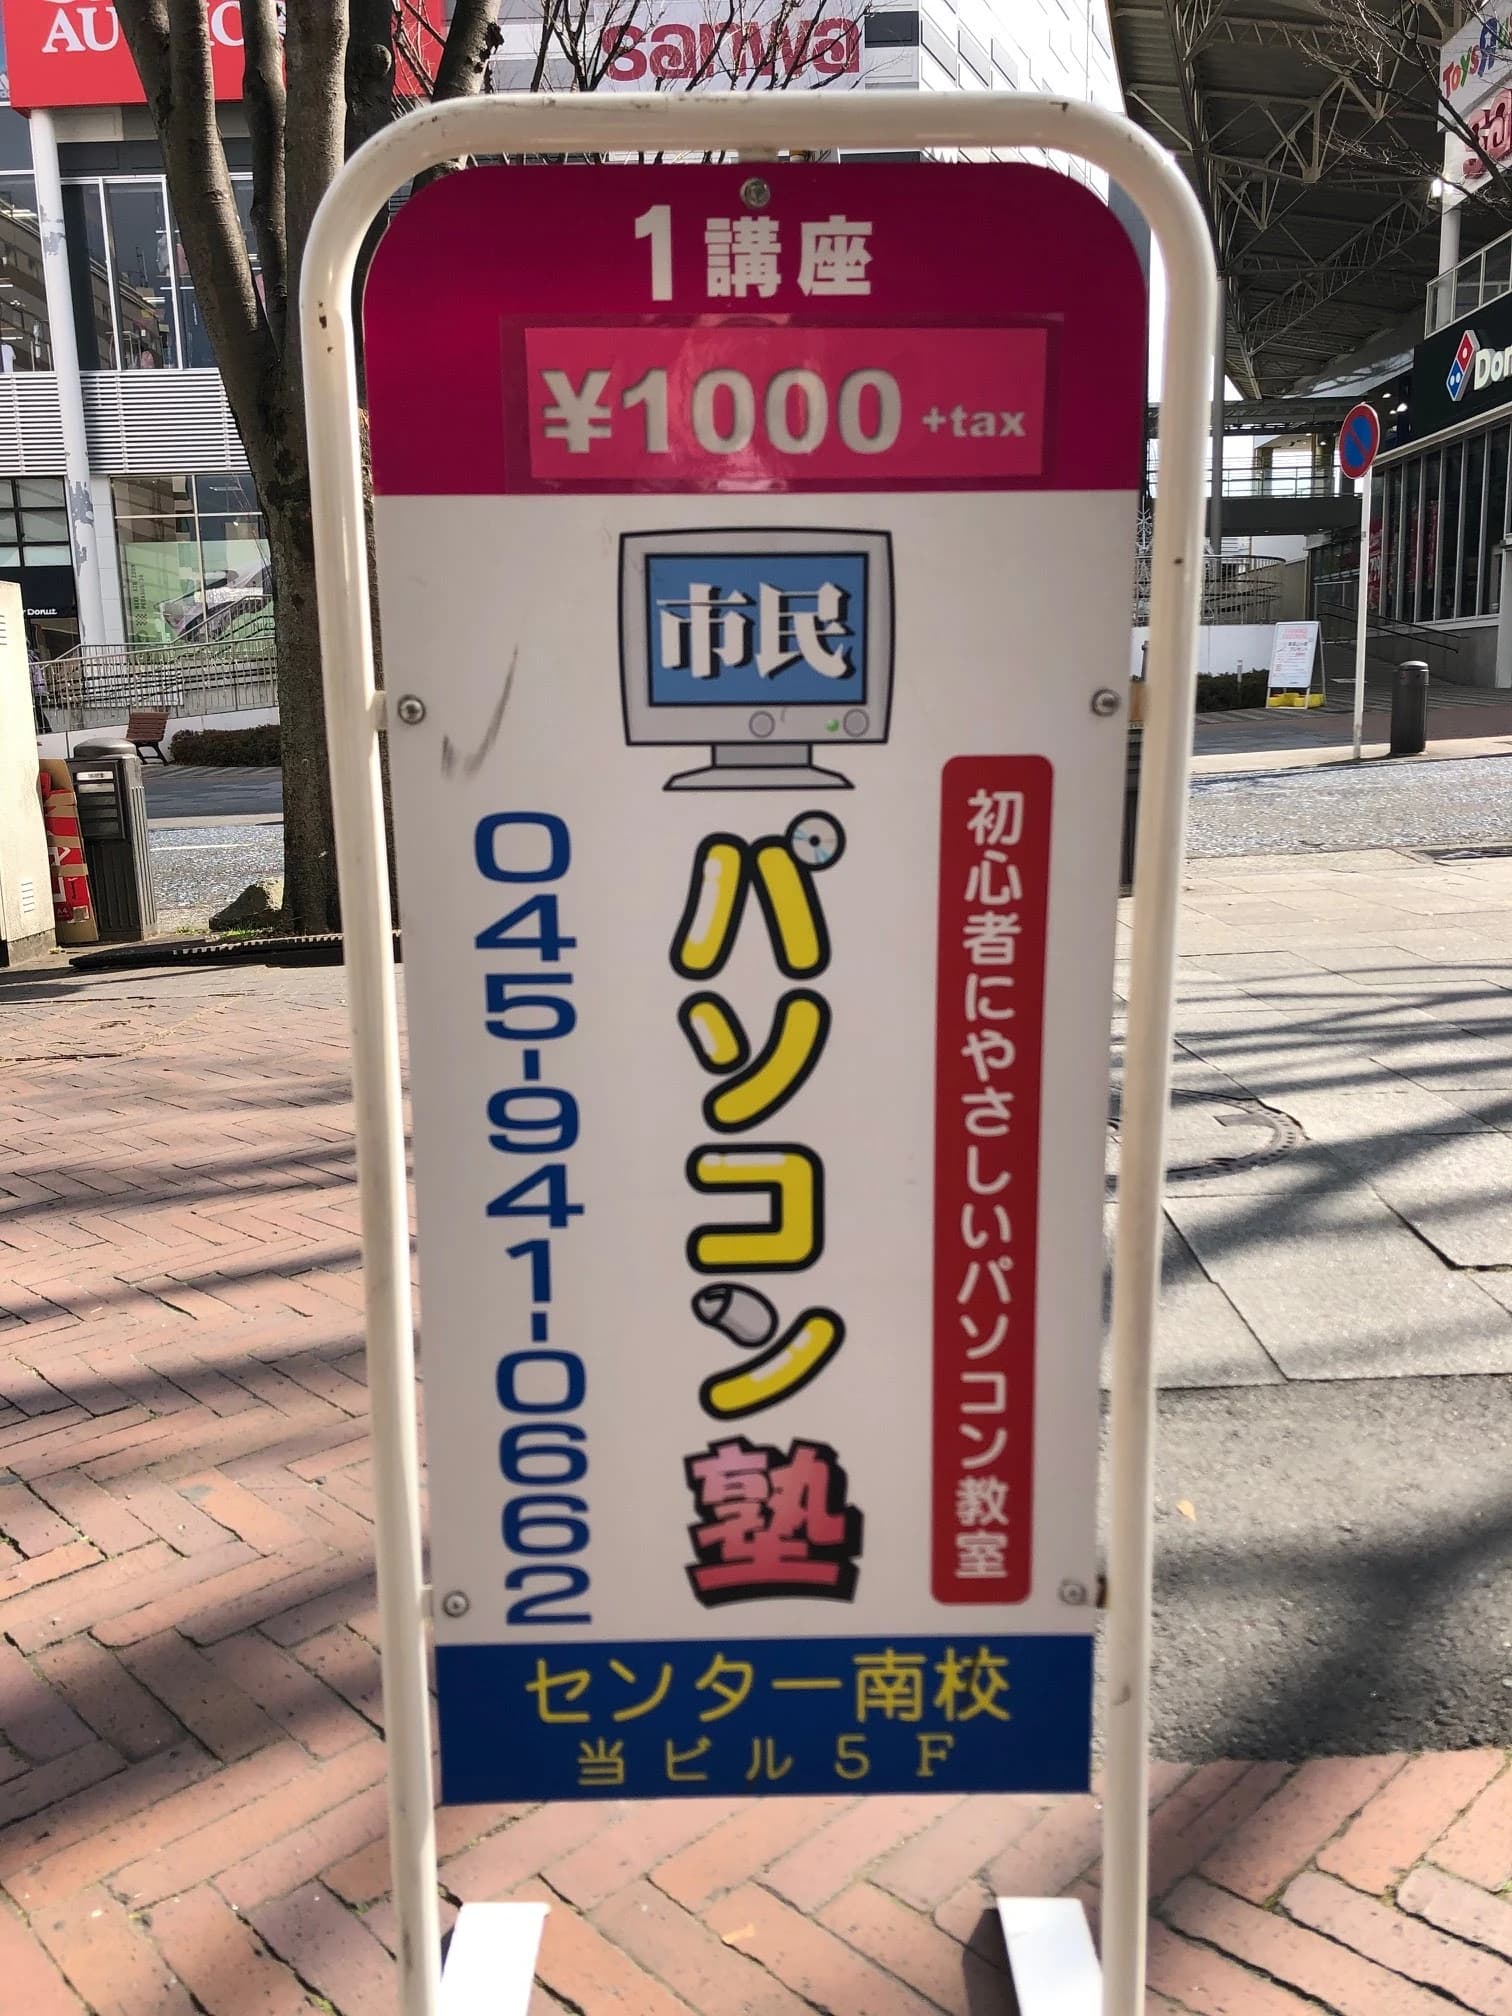 sanwa
1講座
¥1000 +tax
市民
パソコン塾
初心者にやさしいパソコン教室
045-941-0662
センター南校
当ビル5F